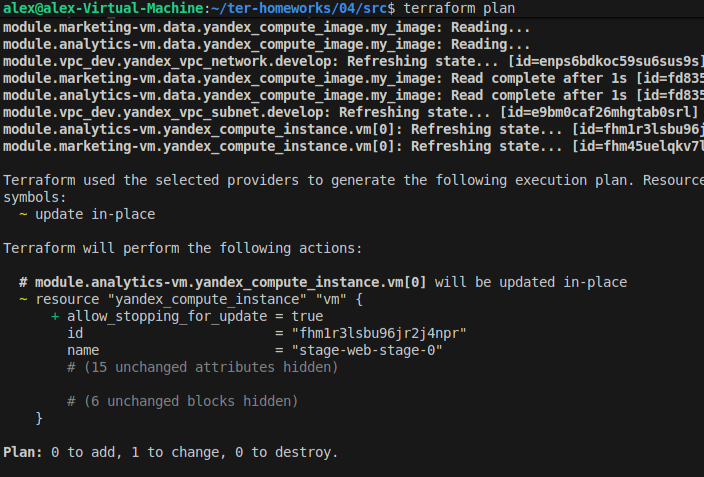 alex@alex-Virtual-Machine:~/ter-homeworks/04/src$ terraform plan
module.marketing-vm.data.yandex_compute_image.my_image: Reading...
module.analytics-vm.data.yandex_compute_image.my_image: Reading...
module.vpc_dev.yandex_vpc_network.develop: Refreshing state... [id=enps6bdkoc59su6sus9s]
module.marketing-vm.data.yandex_compute_image.my_image: Read complete after 1s [id=fd835
module.analytics-vm.data.yandex_compute_image.my_image: Read complete after 1s [id=fd835
module.vpc_dev.yandex_vpc_subnet.develop: Refreshing state... [id=e9bm0caf26mhgtab0srl]
module.analytics-vm.yandex_compute_instance.vm[0]: Refreshing state... [id=fhm1r3lsbu96j
module.marketing-vm.yandex_compute_instance.vm[0]: Refreshing state... [id=fhm45uelqkv7l
Terraform used the selected providers to generate the following execution plan. Resource
symbols:
~ update in-place
Terraform will perform the following actions:
# module.analytics-vm.yandex_compute_instance.vm[0] will be updated in-place
~ resource "yandex_compute_instance" "vm" {
+ allow_stopping_for_update = true
id = "fhm1r3lsbu96jr2j4npr"
name = "stage-web-stage-0"
# (15 unchanged attributes hidden)
# (6 unchanged blocks hidden)
}
Plan: 0 to add, 1 to change, 0 to destroy.